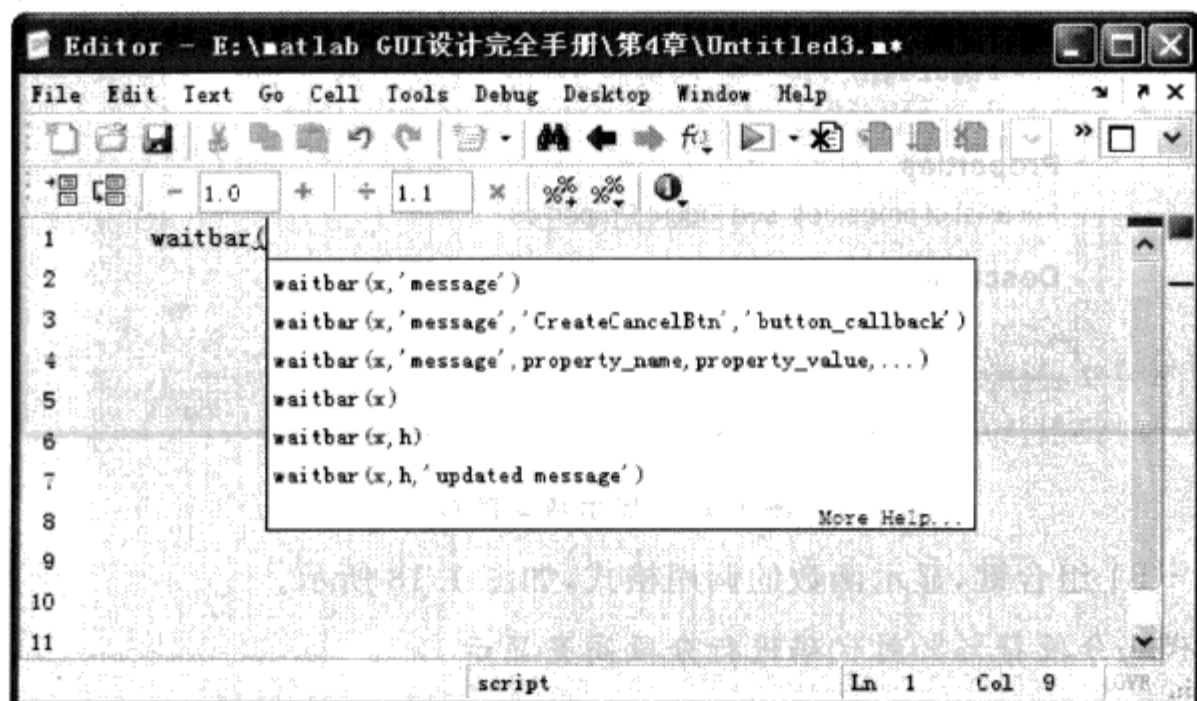 Editor - E:\matlab GUI设计完全手册\第4章\Untitled3.m*
File Edit Text Go Cell Tools Debug Desktop Window Help
- 1.0 + ÷ 1.1 ×
1 waitbar(
2 waitbar(x,'message')
3 waitbar(x,'message','CreateCancelBtn','button_callback')
4 waitbar(x,'message',property_name,property_value,...)
5 waitbar(x)
6 waitbar(x,h)
7 waitbar(x,h,'updated message')
8 More Help...
9
10
11
script Ln 1 Col 9 OVR